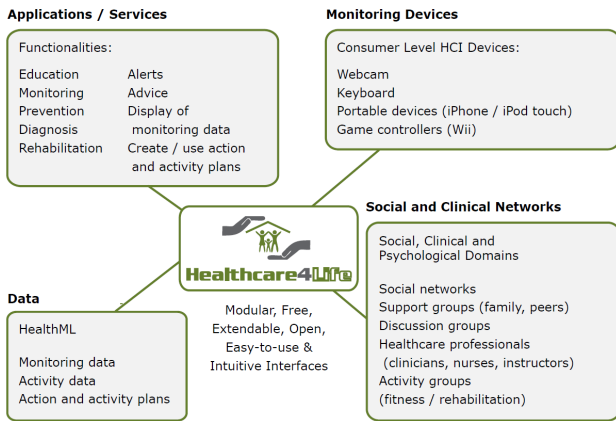 Applications / Services
Functionalities:
Education Alerts
Monitoring Advice
Prevention Display of
Diagnosis monitoring data
Rehabilitation Create / use action
and activity plans
Monitoring Devices
Consumer Level HCI Devices:
Webcam
Keyboard
Portable devices (iPhone / iPod touch)
Game controllers (Wii)
Healthcare4Life
Modular, Free,
Extendable, Open,
Easy-to-use &
Intuitive Interfaces
Data
HealthML
Monitoring data
Activity data
Action and activity plans
Social and Clinical Networks
Social, Clinical and
Psychological Domains
Social networks
Support groups (family, peers)
Discussion groups
Healthcare professionals
(clinicians, nurses, instructors)
Activity groups
(fitness / rehabilitation)